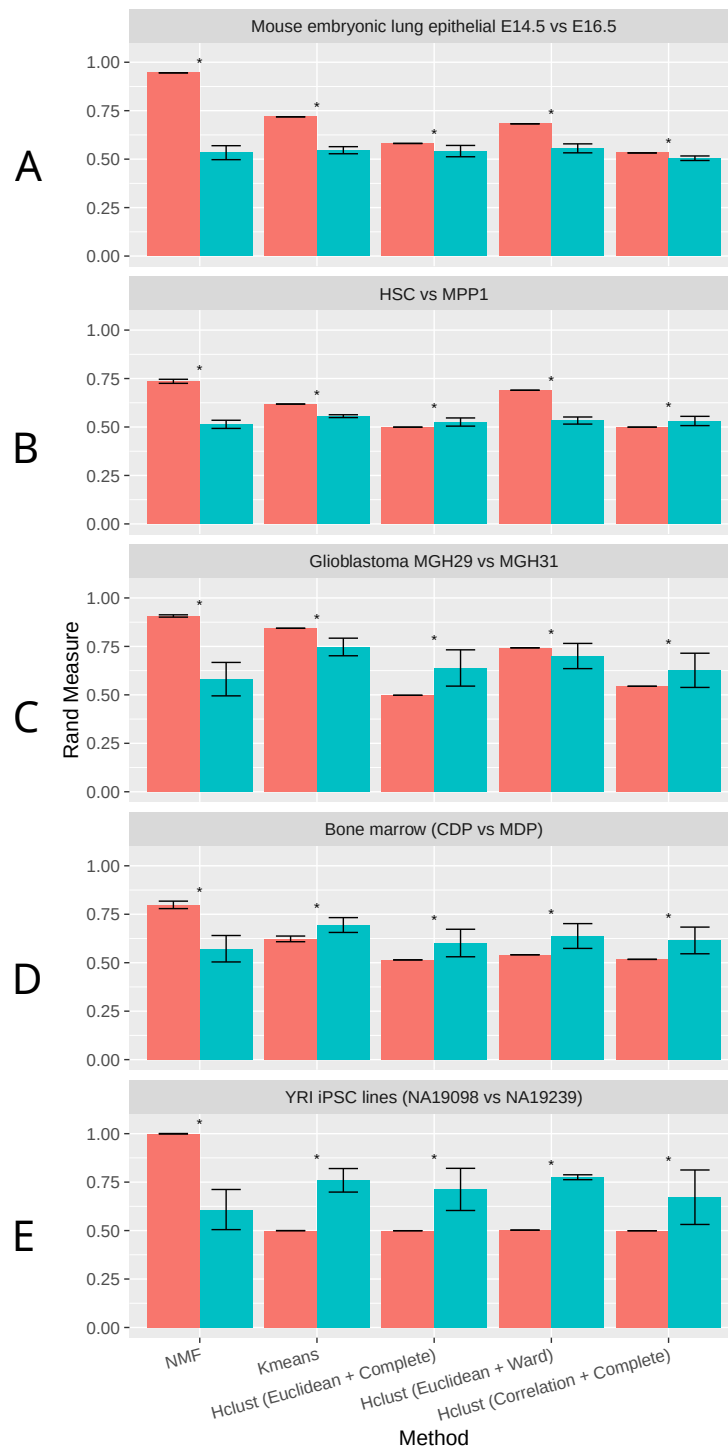 Mouse embryonic lung epithelial E14.5 vs E16.5
A
1.00
0.75
0.50
0.25
0.00
* * * * *
HSC vs MPP1
B
1.00
0.75
0.50
0.25
0.00
* * * * *
Glioblastoma MGH29 vs MGH31
C
Rand Measure
1.00
0.75
0.50
0.25
0.00
* * * * *
Bone marrow (CDP vs MDP)
D
1.00
0.75
0.50
0.25
0.00
* * * * *
YRI iPSC lines (NA19098 vs NA19239)
E
1.00
0.75
0.50
0.25
0.00
* * * * *
NMF
Kmeans
Hclust (Euclidean + Complete)
Hclust (Euclidean + Ward)
Hclust (Correlation + Complete)
Method